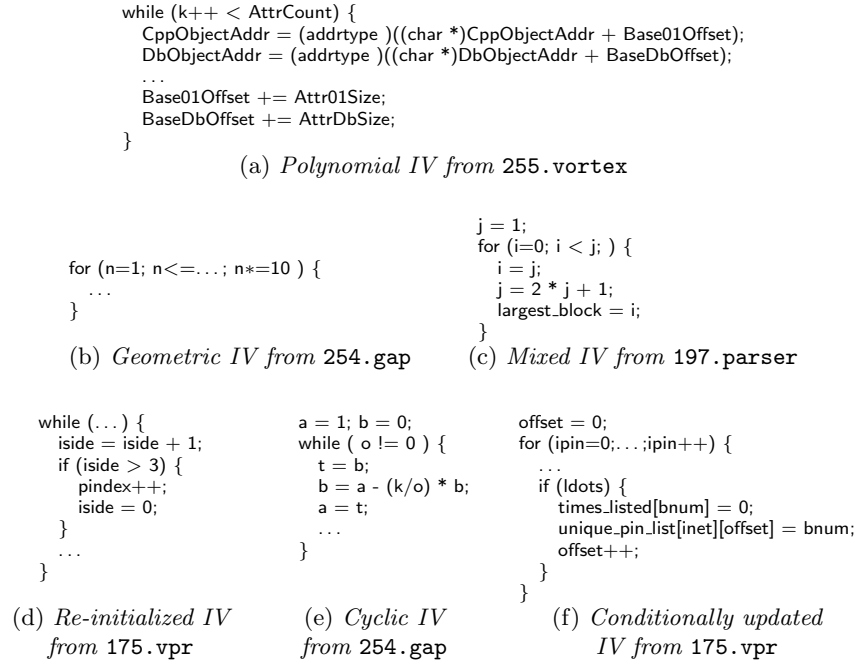 while (k++ < AttrCount) {
CppObjectAddr = (addrtype )((char *)CppObjectAddr + Base01Offset);
DbObjectAddr = (addrtype )((char *)DbObjectAddr + BaseDbOffset);
...
Base01Offset += Attr01Size;
BaseDbOffset += AttrDbSize;
}
(a) Polynomial IV from 255.vortex
for (n=1; n<=...; n*=10 ) {
...
}
(b) Geometric IV from 254.gap
j = 1;
for (i=0; i < j; ) {
i = j;
j = 2 * j + 1;
largest_block = i;
}
(c) Mixed IV from 197.parser
while (...) {
iside = iside + 1;
if (iside > 3) {
pindex++;
iside = 0;
}
...
}
(d) Re-initialized IV
from 175.vpr
a = 1; b = 0;
while ( o != 0 ) {
t = b;
b = a - (k/o) * b;
a = t;
...
}
(e) Cyclic IV
from 254.gap
offset = 0;
for (ipin=0;...;ipin++) {
...
if (ldots) {
times_listed[bnum] = 0;
unique_pin_list[inet][offset] = bnum;
offset++;
}
}
(f) Conditionally updated
IV from 175.vpr